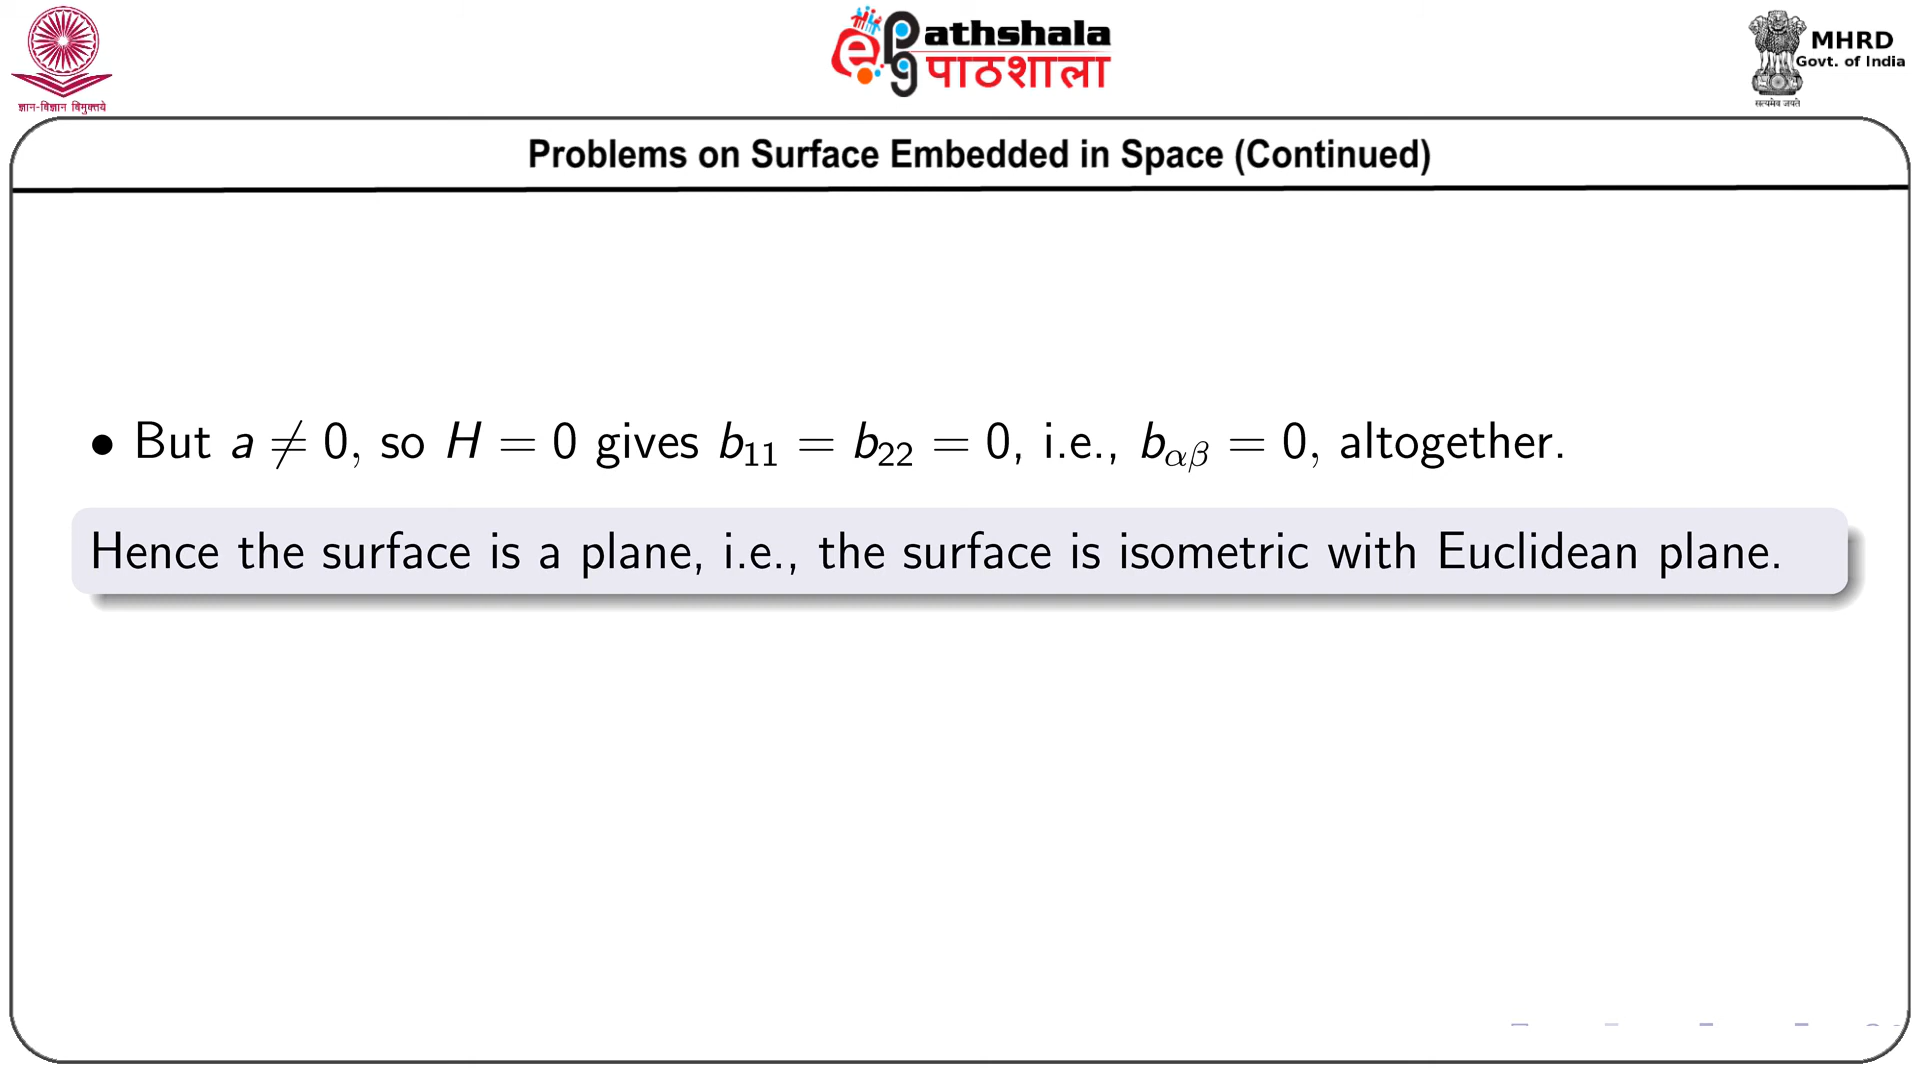 ज्ञान-विज्ञान विमुक्तये
e pg Pathshala
पाठशाला
MHRD
Govt. of India
सत्यमेव जयते
Problems on Surface Embedded in Space (Continued)
• But a ≠ 0, so H = 0 gives b₁₁ = b₂₂ = 0, i.e., b_αβ = 0, altogether.
Hence the surface is a plane, i.e., the surface is isometric with Euclidean plane.